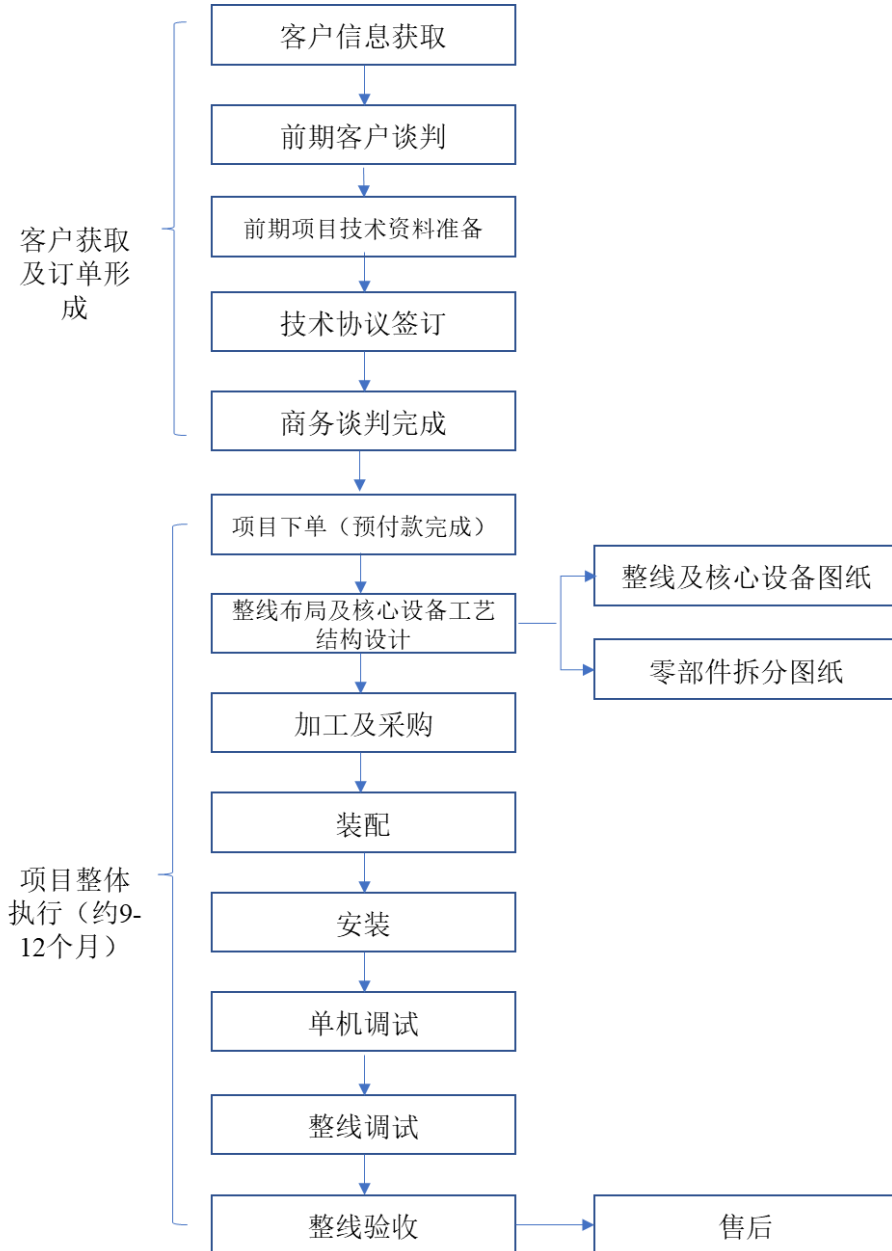 客户信息获取
前期客户谈判
前期项目技术资料准备
客户获取
及订单形
成
技术协议签订
商务谈判完成
项目下单（预付款完成）
整线布局及核心设备工艺
结构设计
整线及核心设备图纸
零部件拆分图纸
加工及采购
装配
项目整体
执行（约9-
12个月）
安装
单机调试
整线调试
整线验收
售后